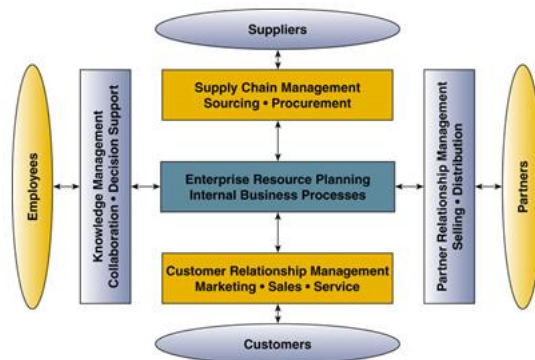 Suppliers
Supply Chain Management
Sourcing • Procurement
Employees
Knowledge Management
Collaboration • Decision Support
Enterprise Resource Planning
Internal Business Processes
Partner Relationship Management
Selling • Distribution
Partners
Customer Relationship Management
Marketing • Sales • Service
Customers